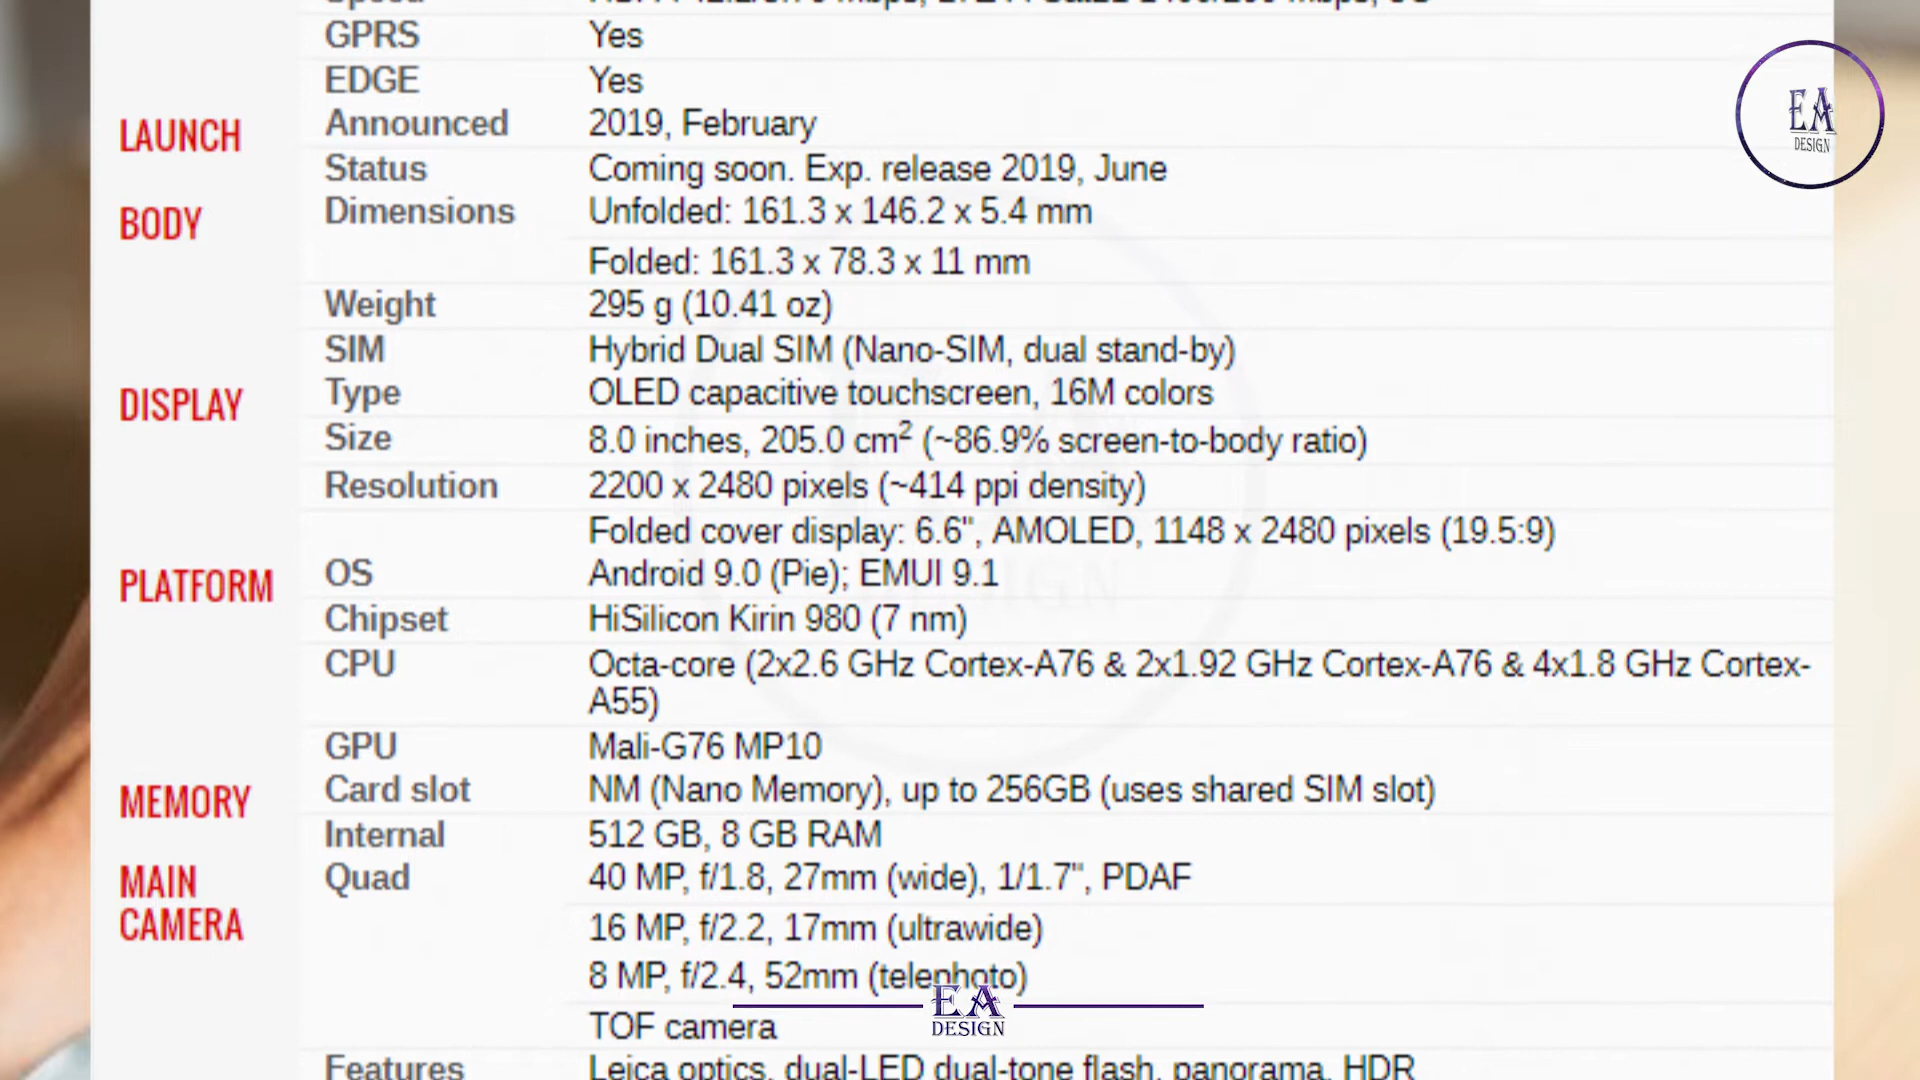 GPRS Yes
EDGE Yes
LAUNCH Announced 2019, February
Status Coming soon. Exp. release 2019, June
BODY Dimensions Unfolded: 161.3 x 146.2 x 5.4 mm
Folded: 161.3 x 78.3 x 11 mm
Weight 295 g (10.41 oz)
SIM Hybrid Dual SIM (Nano-SIM, dual stand-by)
DISPLAY Type OLED capacitive touchscreen, 16M colors
Size 8.0 inches, 205.0 cm² (~86.9% screen-to-body ratio)
Resolution 2200 x 2480 pixels (~414 ppi density)
Folded cover display: 6.6", AMOLED, 1148 x 2480 pixels (19.5:9)
PLATFORM OS Android 9.0 (Pie); EMUI 9.1
Chipset HiSilicon Kirin 980 (7 nm)
CPU Octa-core (2x2.6 GHz Cortex-A76 & 2x1.92 GHz Cortex-A76 & 4x1.8 GHz Cortex-
A55)
GPU Mali-G76 MP10
MEMORY Card slot NM (Nano Memory), up to 256GB (uses shared SIM slot)
Internal 512 GB, 8 GB RAM
MAIN
CAMERA
Quad 40 MP, f/1.8, 27mm (wide), 1/1.7", PDAF
16 MP, f/2.2, 17mm (ultrawide)
8 MP, f/2.4, 52mm (telephoto)
TOF camera
Features Leica optics, dual-LED dual-tone flash, panorama, HDR
EA
DESIGN
EA
DESIGN